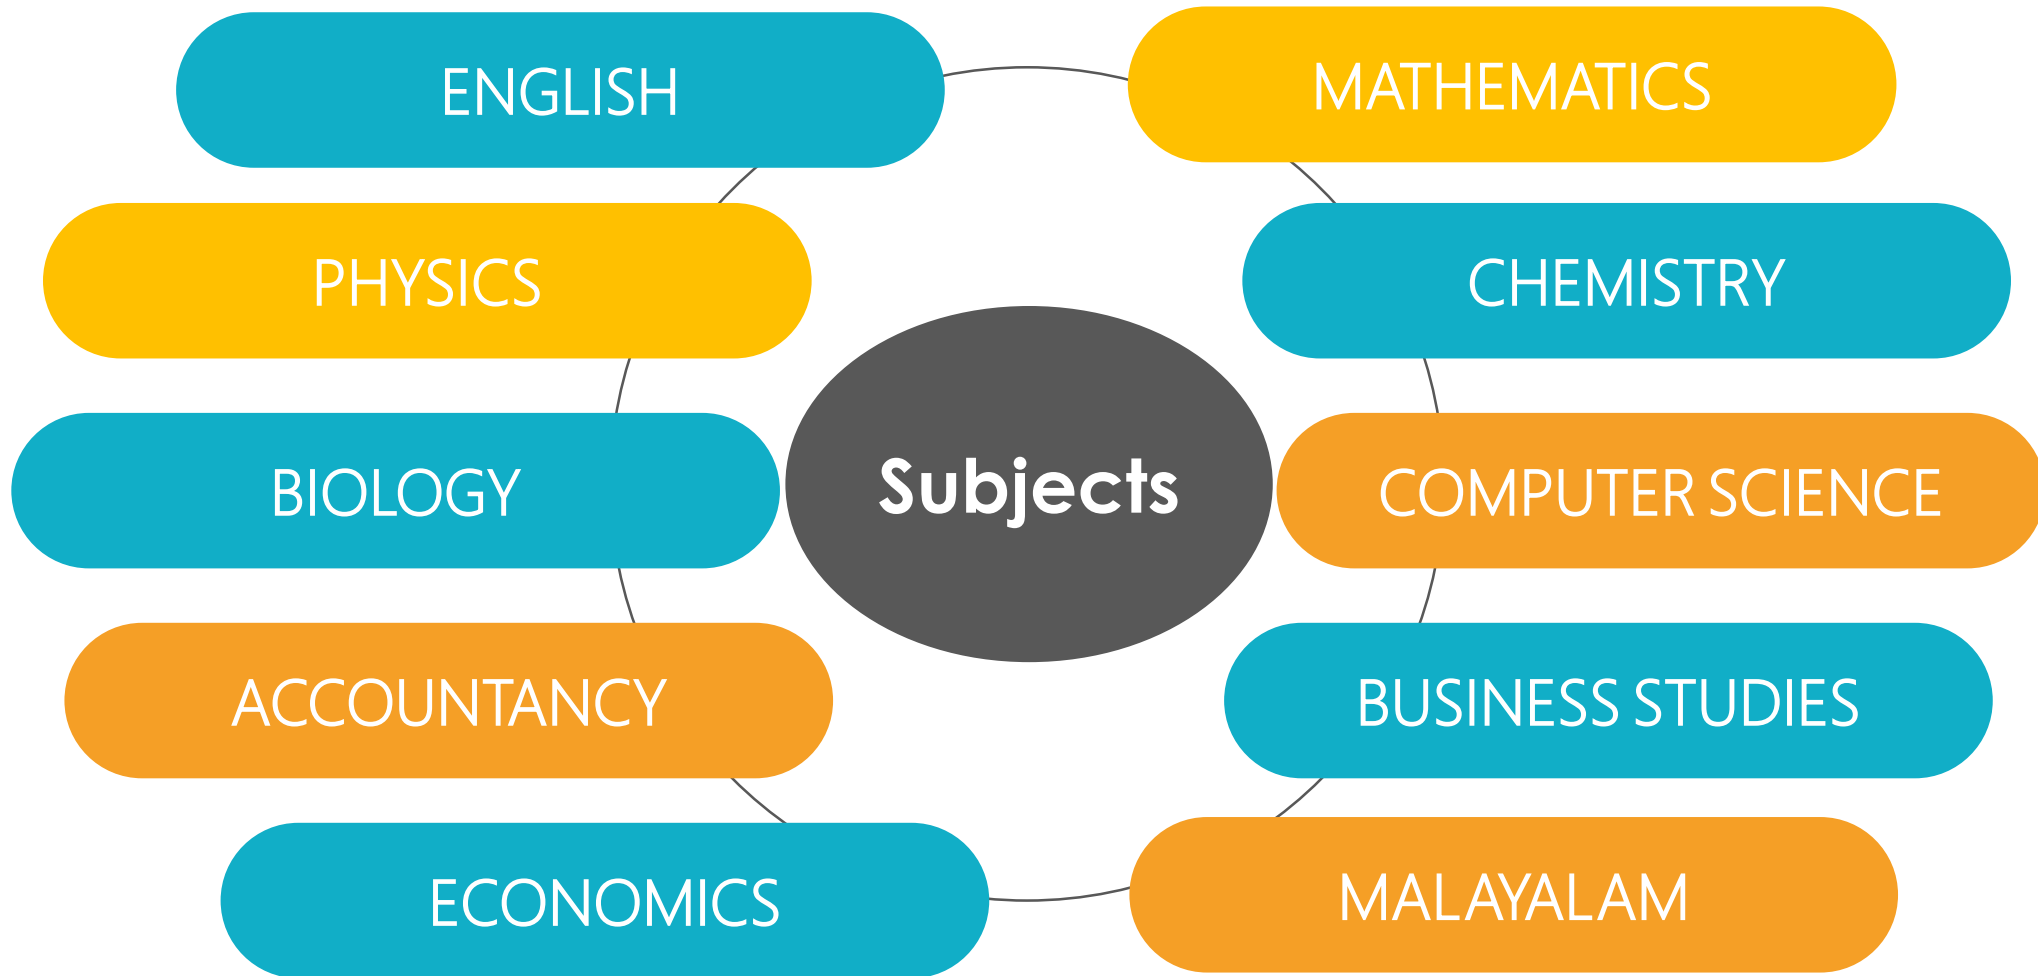 ENGLISH
MATHEMATICS
PHYSICS
CHEMISTRY
Subjects
BIOLOGY
COMPUTER SCIENCE
ACCOUNTANCY
BUSINESS STUDIES
ECONOMICS
MALAYALAM